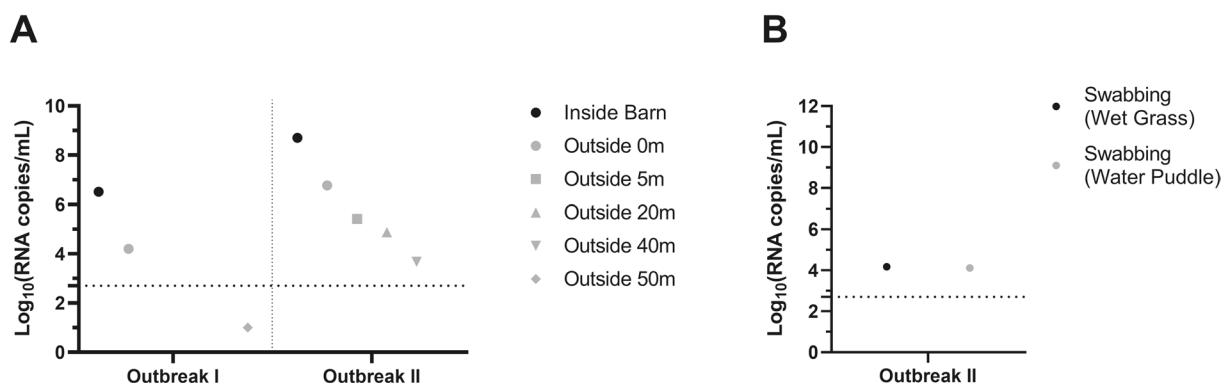 A
Log10(RNA copies/mL)
10
8
6
4
2
0
Outbreak I
Outbreak II
Inside Barn
Outside 0m
Outside 5m
Outside 20m
Outside 40m
Outside 50m
B
Log10(RNA copies/mL)
12
10
8
6
4
2
0
Outbreak II
Swabbing
(Wet Grass)
Swabbing
(Water Puddle)